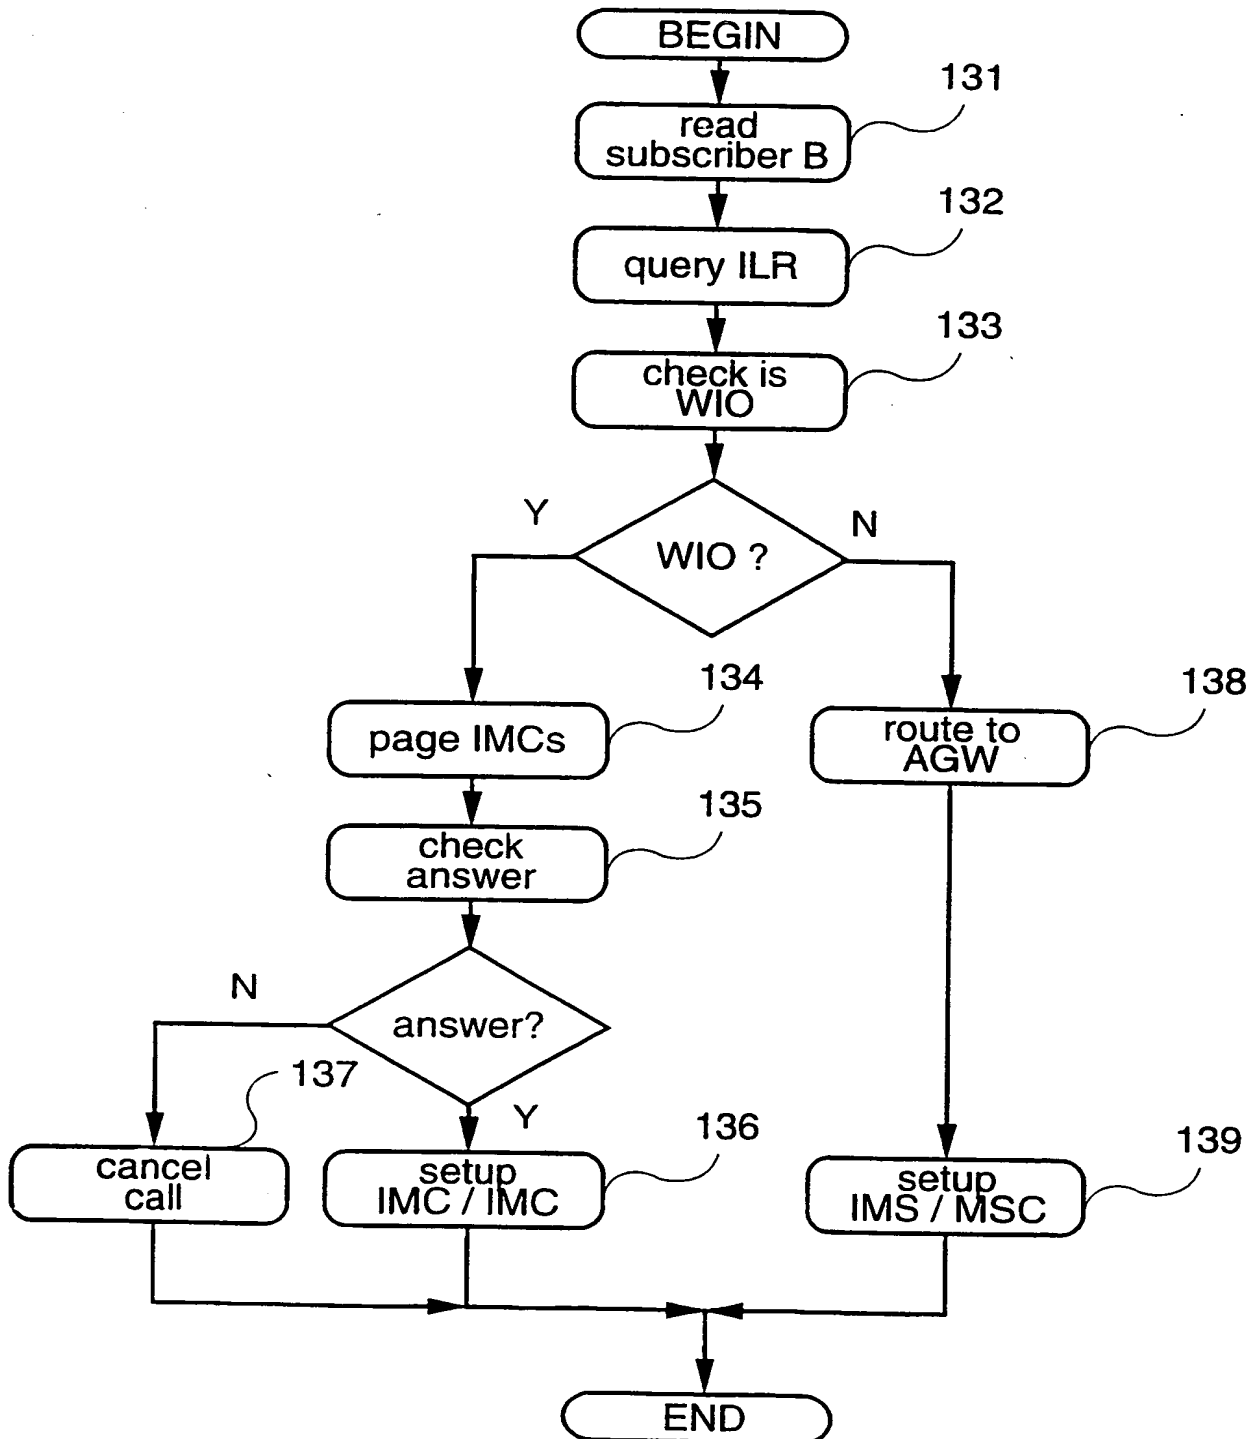 BEGIN
131
read
subscriber B
132
query ILR
133
check is
WIO
Y
N
WIO ?
134
138
page IMCs
route to
AGW
135
check
answer
N
answer?
137
Y
136
139
cancel
call
setup
IMC / IMC
setup
IMS / MSC
END